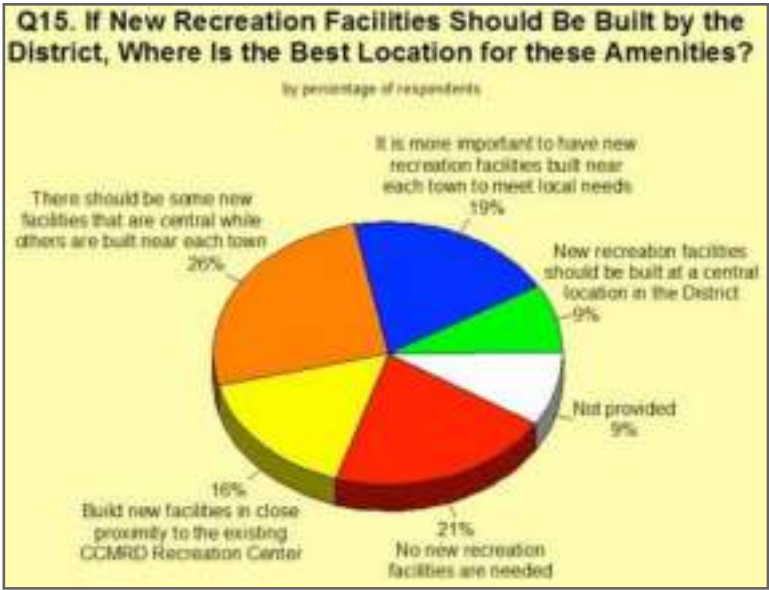 Q15. If New Recreation Facilities Should Be Built by the
District, Where Is the Best Location for these Amenities?
by percentage of respondents
It is more important to have new
recreation facilities built near
each town to meet local needs
19%
There should be some new
facilities that are central while
others are built near each town
26%
New recreation facilities
should be built at a central
location in the District
9%
Not provided
9%
16%
Build new facilities in close
proximity to the existing
CCMRD Recreation Center
21%
No new recreation
facilities are needed